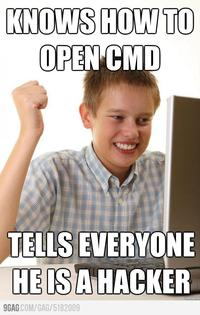 KNOWS HOW TO
OPEN CMD
TELLS EVERYONE
HE IS A HACKER
9GAG.COM/GAG/5182009